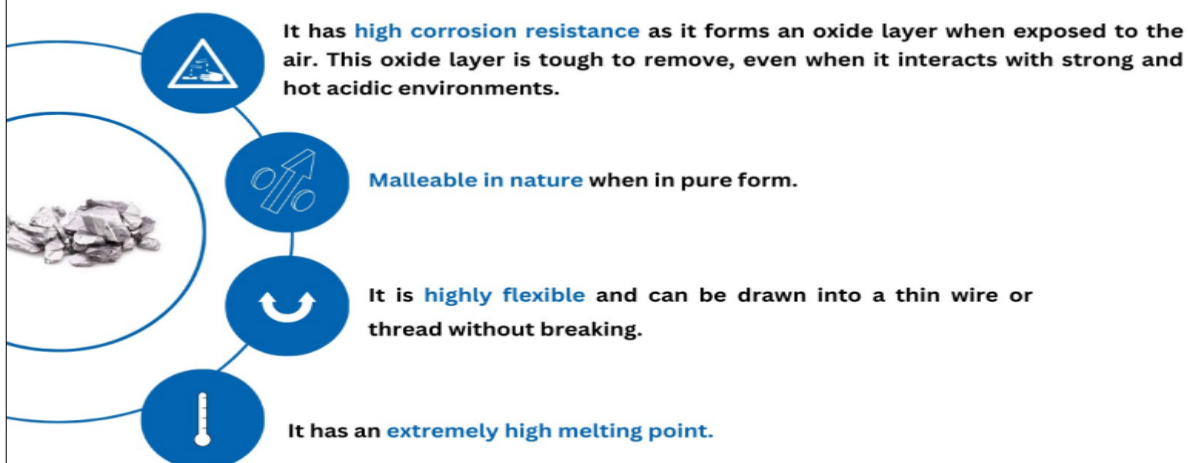 It has high corrosion resistance as it forms an oxide layer when exposed to the
air. This oxide layer is tough to remove, even when it interacts with strong and
hot acidic environments.
Malleable in nature when in pure form.
It is highly flexible and can be drawn into a thin wire or
thread without breaking.
It has an extremely high melting point.